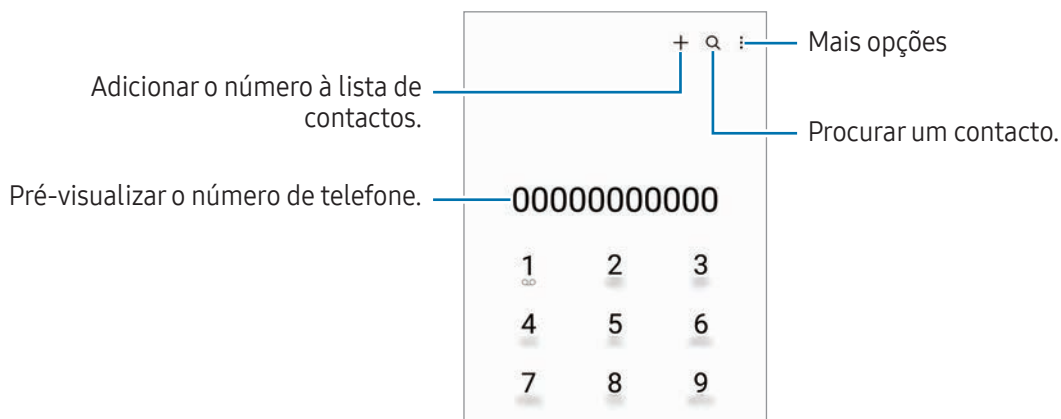 Mais opções
Adicionar o número à lista de
contactos.
Procurar um contacto.
Pré-visualizar o número de telefone.
00000000000
1 2 3
4 5 6
7 8 9